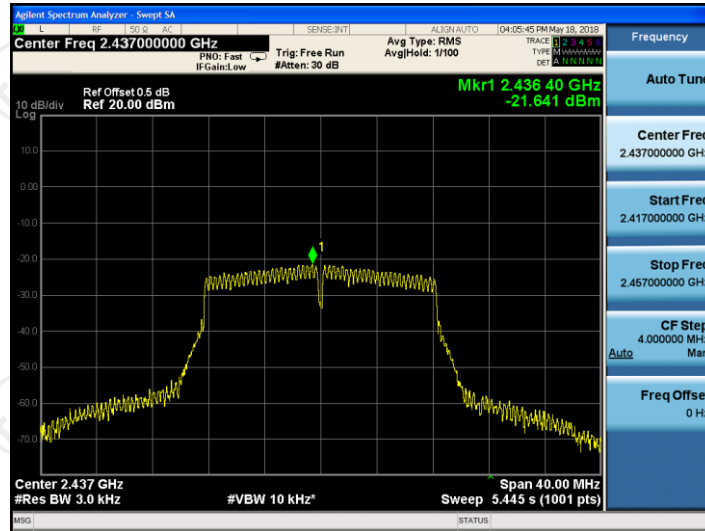 Agilent Spectrum Analyzer - Swept SA
L RF 50 Ω AC SENSE:INT ALIGN AUTO 04:05:45 PM May 18, 2018
Center Freq 2.437000000 GHz
PNO: Fast
IFGain:Low
Trig: Free Run
#Atten: 30 dB
Avg Type: RMS
Avg|Hold: 1/100
TRACE 1 2 3 4 5 6
TYPE M
DET A N N N N N
Ref Offset 0.5 dB
Ref 20.00 dBm
10 dB/div
Log
Mkr1 2.436 40 GHz
-21.641 dBm
10.0
0.00
-10.0
-20.0
-30.0
-40.0
-50.0
-60.0
-70.0
1
Center 2.437 GHz
Span 40.00 MHz
#Res BW 3.0 kHz
#VBW 10 kHz*
Sweep 5.445 s (1001 pts)
MSG
STATUS
Frequency
Auto Tune
Center Freq
2.437000000 GHz
Start Freq
2.417000000 GHz
Stop Freq
2.457000000 GHz
CF Step
4.000000 MHz
Auto Man
Freq Offset
0 Hz